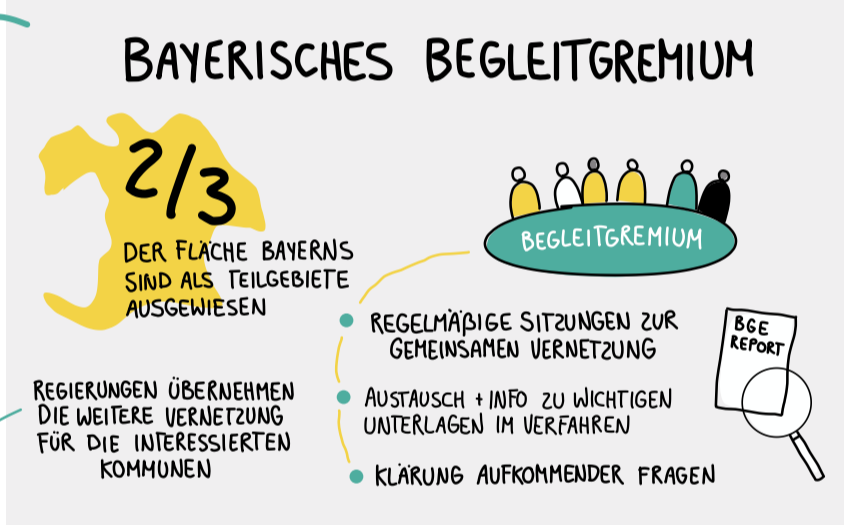 BAYERISCHES BEGLEITGREMIUM
2/3
DER FLÄCHE BAYERNS
SIND ALS TEILGEBIETE
AUSGEWIESEN
REGIERUNGEN ÜBERNEHMEN
DIE WEITERE VERNETZUNG
FÜR DIE INTERESSIERTEN
KOMMUNEN
BEGLEITGREMIUM
REGELMÄßIGE SITZUNGEN ZUR
GEMEINSAMEN VERNETZUNG
AUSTAUSCH + INFO ZU WICHTIGEN
UNTERLAGEN IM VERFAHREN
KLÄRUNG AUFKOMMENDER FRAGEN
BGE
REPORT